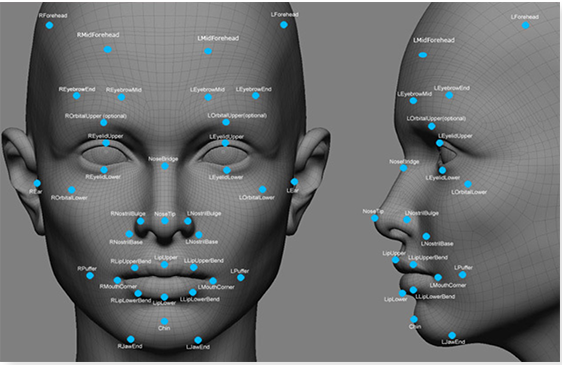 RForehead
LForehead
RMidForehead
LMidForehead
REyebrowEnd
REyebrowMid
LEyebrowMid
LEyebrowEnd
ROrbitalUpper (optional)
LOrbitalUpper (optional)
REyelidUpper
LEyelidUpper
NoseBridge
REyelidLower
LEyelidLower
REar
ROrbitalLower
LOrbitalLower
LEar
RNostrilBulge
NoseTip
LNostrilBulge
RNostrilBase
LNostrilBase
LipUpper
RLipUpperBend
LLipUpperBend
RPuffer
LPuffer
RMouthCorner
LMouthCorner
RLipLowerBend
LLipLowerBend
LipLower
Chin
RJawEnd
LJawEnd
LForehead
LMidForehead
LEyebrowMid
LEyebrowEnd
LOrbitalUpper(optional)
LEyelidUpper
NoseBridge
LEyelidLower
LOrbitalLower
NoseTip
LNostrilBulge
LNostrilBase
LipUpper
LLipUpperBend
LPuffer
LMouthCorner
LLipLowerBend
LipLower
Chin
LJawEnd